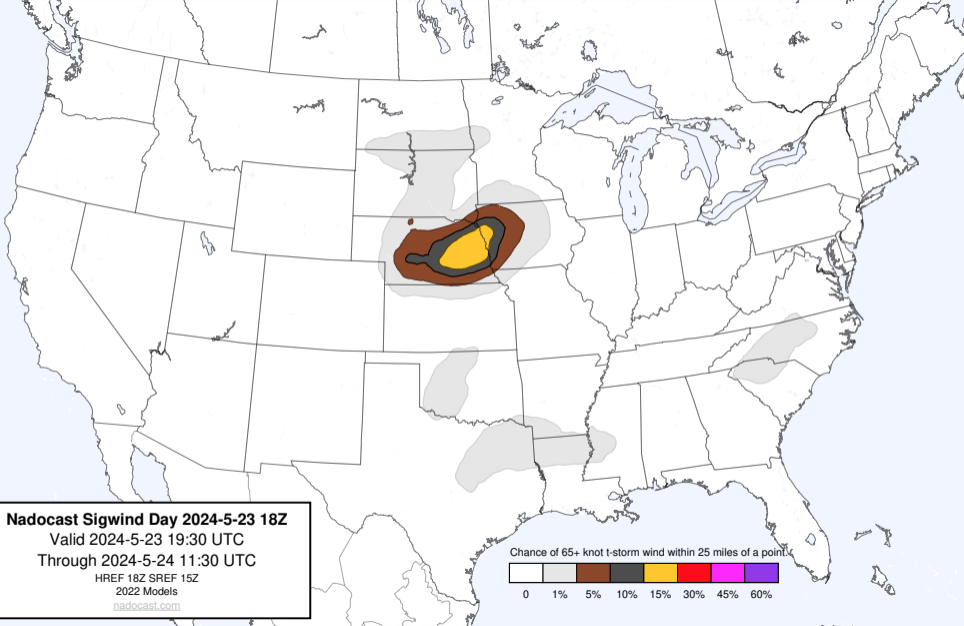 Nadocast Sigwind Day 2024-5-23 18Z
Valid 2024-5-23 19:30 UTC
Through 2024-5-24 11:30 UTC
HREF 18Z SREF 15Z
2022 Models
nadocast.com
Chance of 65+ knot t-storm wind within 25 miles of a point.
0 1% 5% 10% 15% 30% 45% 60%